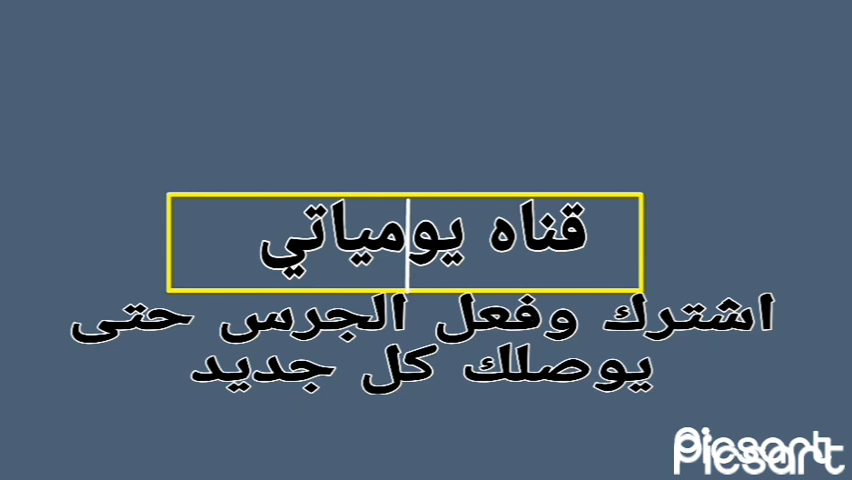 قناه يومياتي
اشترك وفعل الجرس حتى
يوصلك كل جديد
Picsart